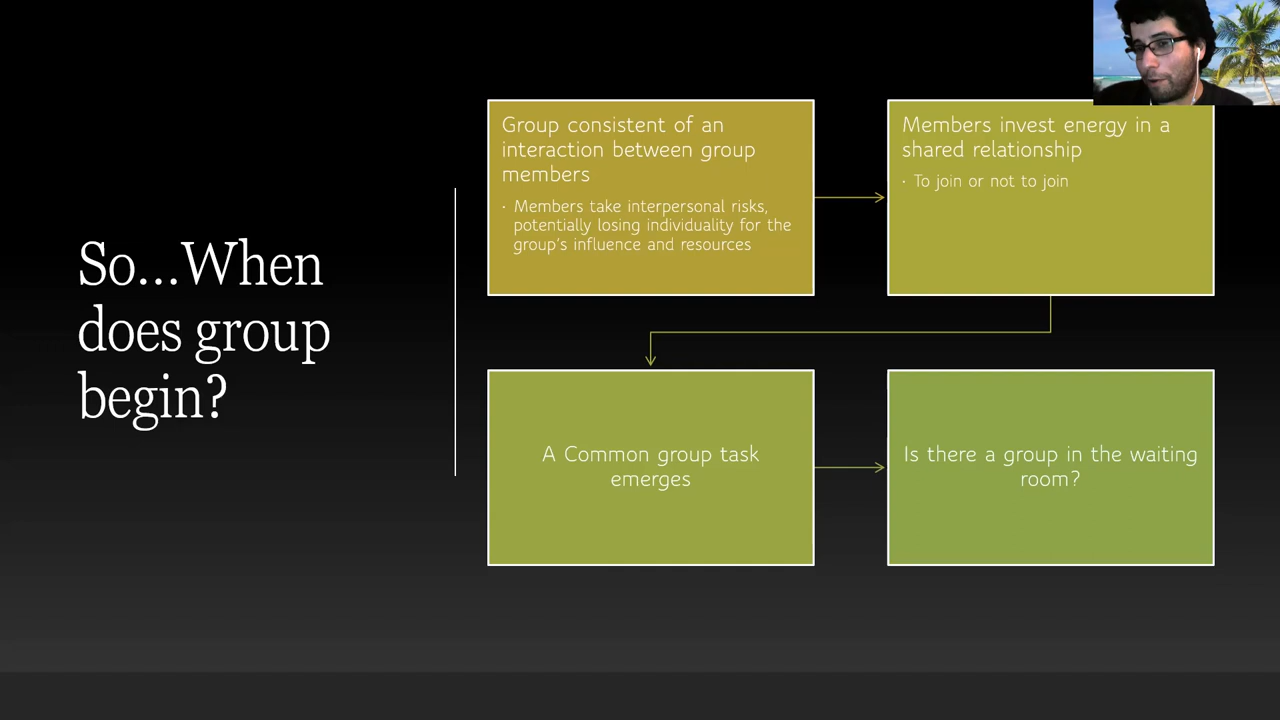 So...When
does group
begin?
Group consistent of an
interaction between group
members
• Members take interpersonal risks,
potentially losing individuality for the
group's influence and resources
Members invest energy in a
shared relationship
• To join or not to join
A Common group task
emerges
Is there a group in the waiting
room?